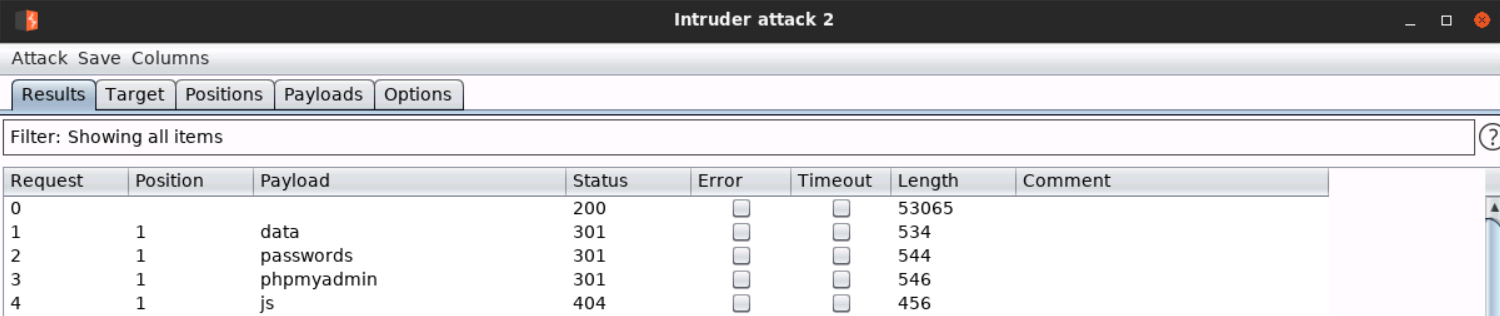 Intruder attack 2
Attack Save Columns
Results Target Positions Payloads Options
Filter: Showing all items
?
Request Position Payload Status Error Timeout Length Comment
0 200 53065
1 1 data 301 534
2 1 passwords 301 544
3 1 phpmyadmin 301 546
4 1 js 404 456